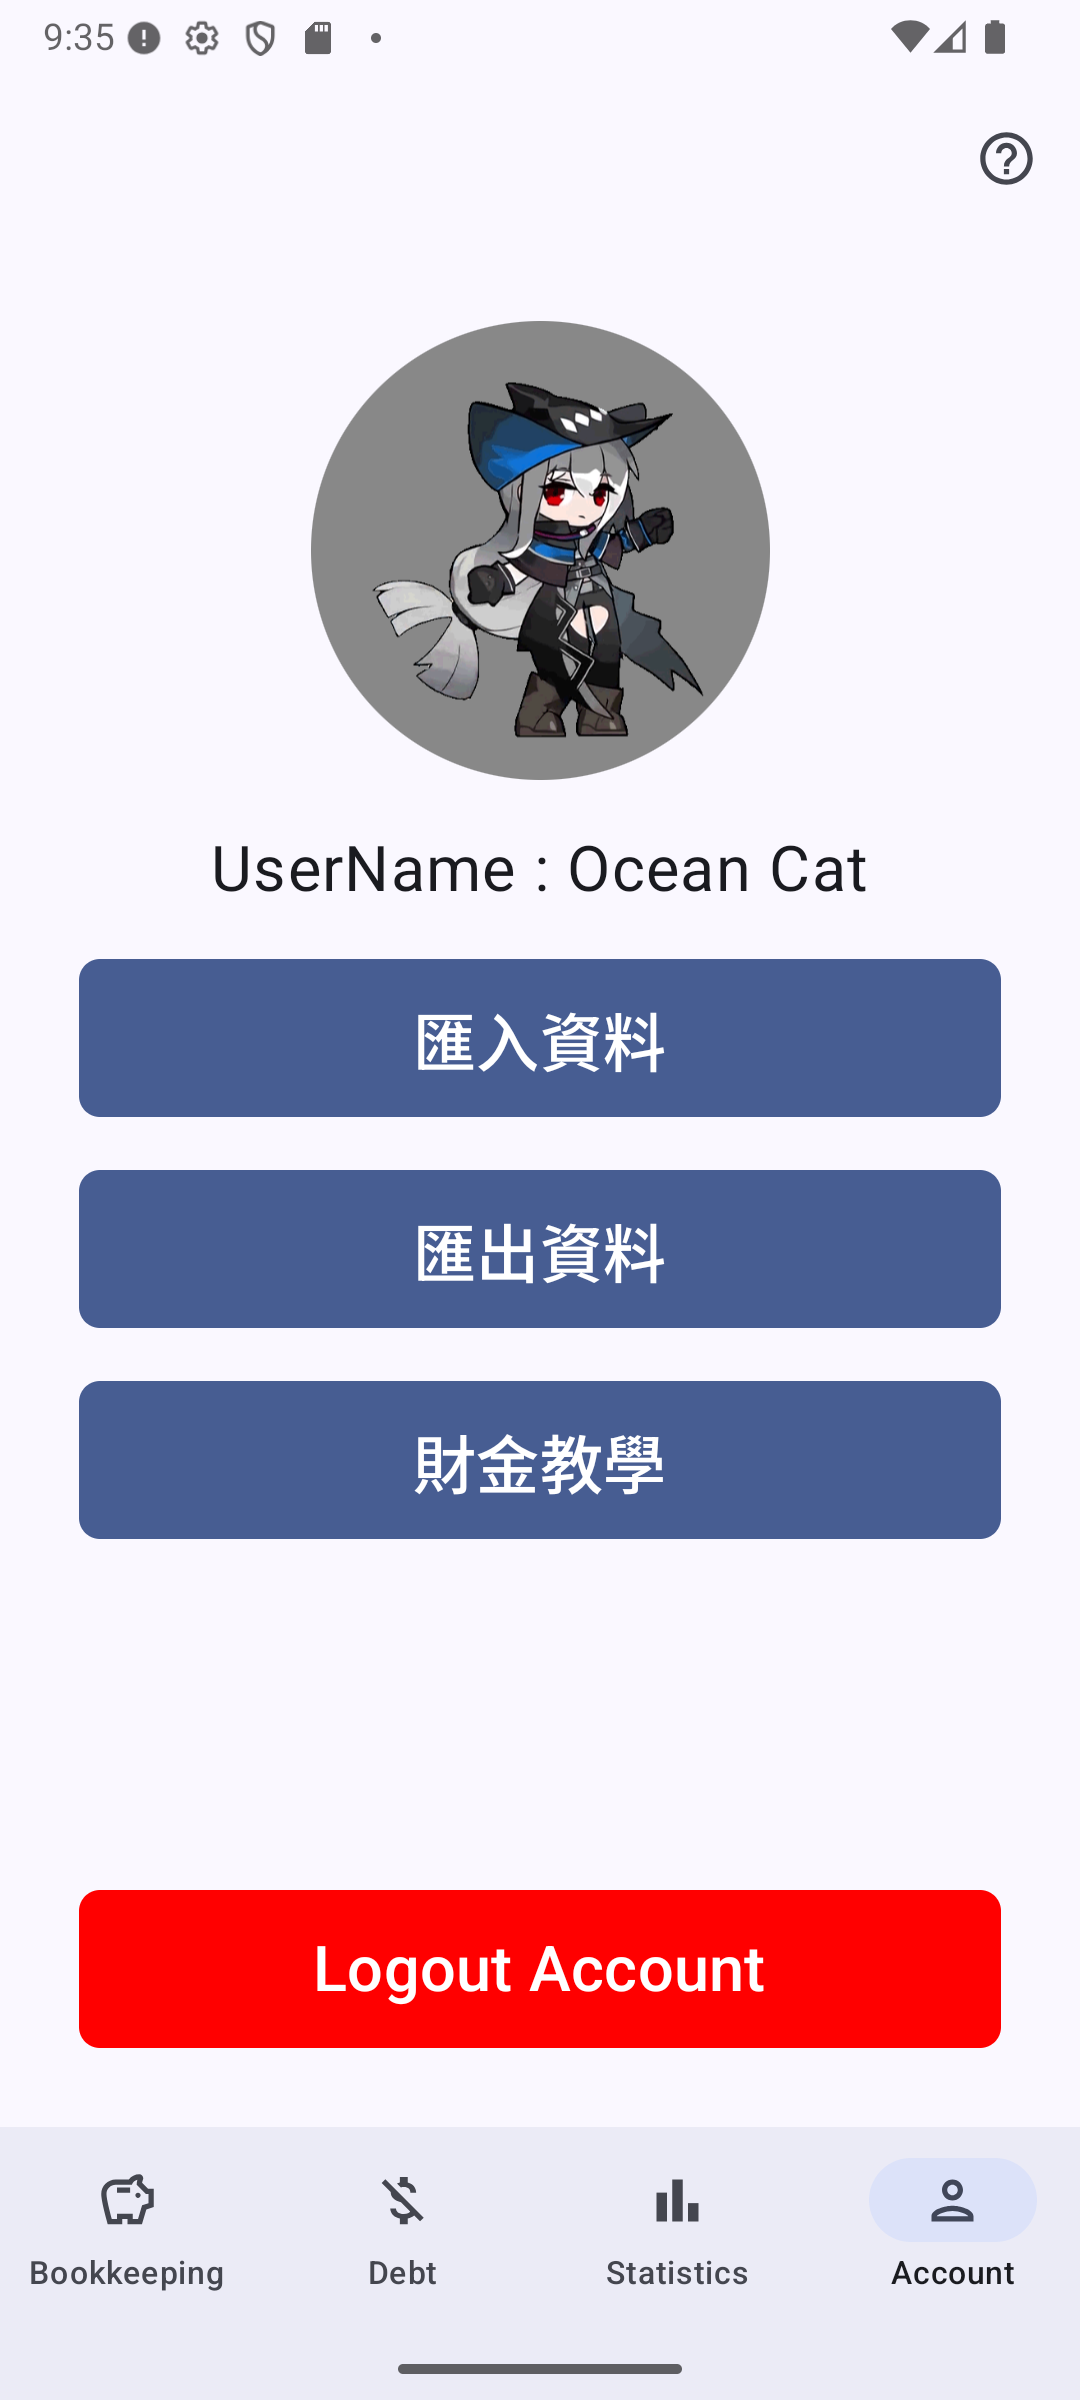 9:35
UserName : Ocean Cat
匯入資料
匯出資料
財金教學
Logout Account
Bookkeeping
Debt
Statistics
Account